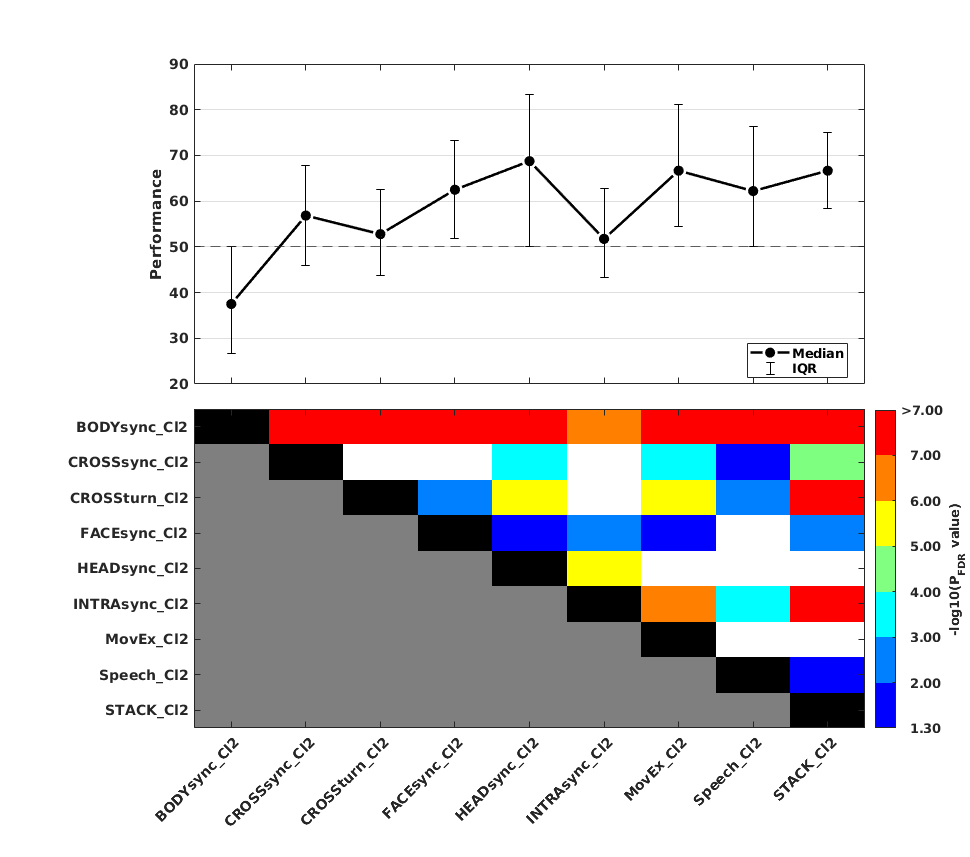 90
80
70
60
50
40
30
20
Performance
Median
IQR
BODYsync_Cl2
CROSSsync_Cl2
CROSSturn_Cl2
FACEsync_Cl2
HEADsync_Cl2
INTRAsync_Cl2
MovEx_Cl2
Speech_Cl2
STACK_Cl2
>7.00
7.00
6.00
5.00
4.00
3.00
2.00
1.30
-log10(P_FDR value)
BODYsync_Cl2
CROSSsync_Cl2
CROSSturn_Cl2
FACEsync_Cl2
HEADsync_Cl2
INTRAsync_Cl2
MovEx_Cl2
Speech_Cl2
STACK_Cl2